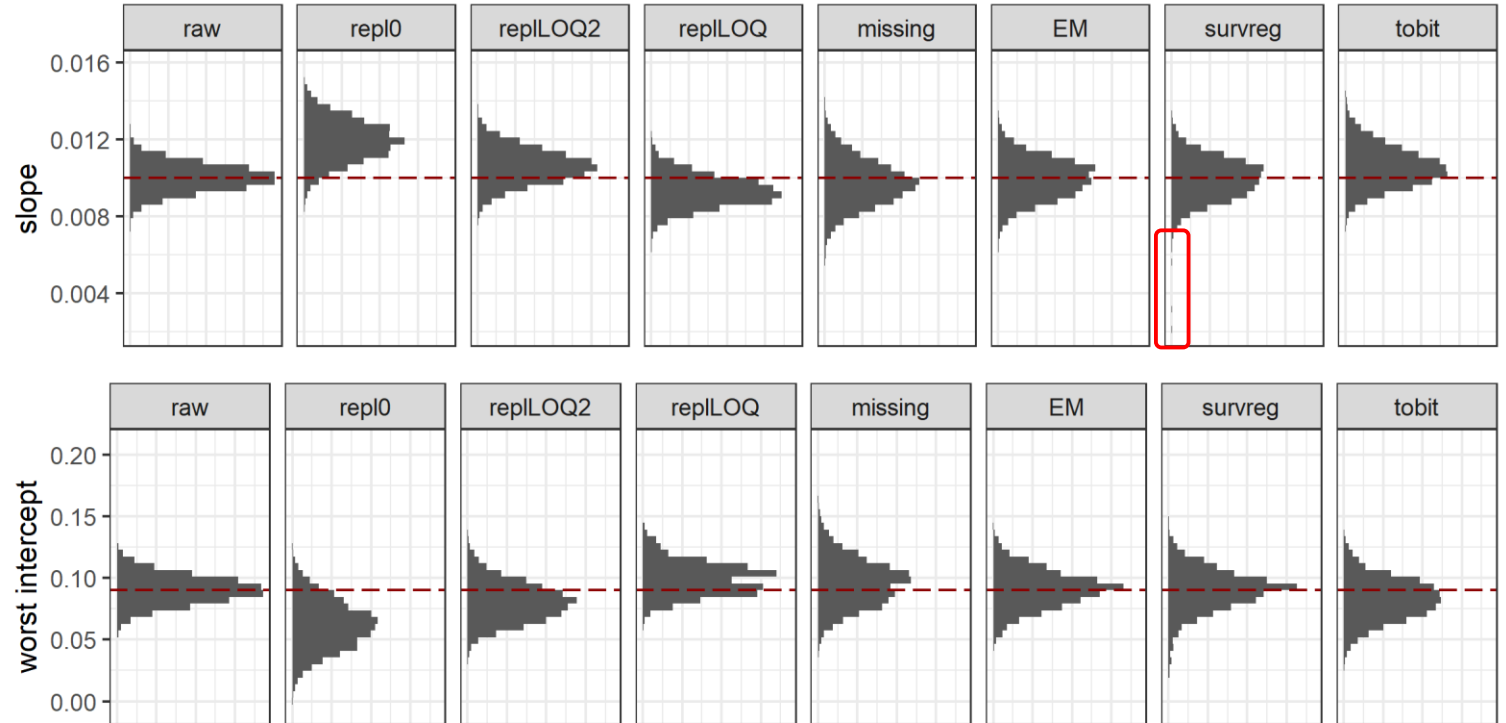 raw repl0 replLOQ2 replLOQ missing EM survreg tobit
0.016
0.012
0.008
0.004
slope
raw repl0 replLOQ2 replLOQ missing EM survreg tobit
0.20
0.15
0.10
0.05
0.00
worst intercept